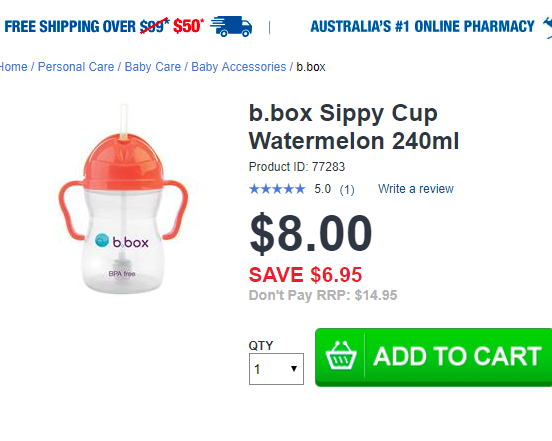 FREE SHIPPING OVER $99* $50*
AUSTRALIA'S #1 ONLINE PHARMACY
Home / Personal Care / Baby Care / Baby Accessories / b.box
b.box Sippy Cup
Watermelon 240ml
Product ID: 77283
5.0 (1) Write a review
$8.00
SAVE $6.95
Don't Pay RRP: $14.95
QTY
1
ADD TO CART
b.box
BPA free